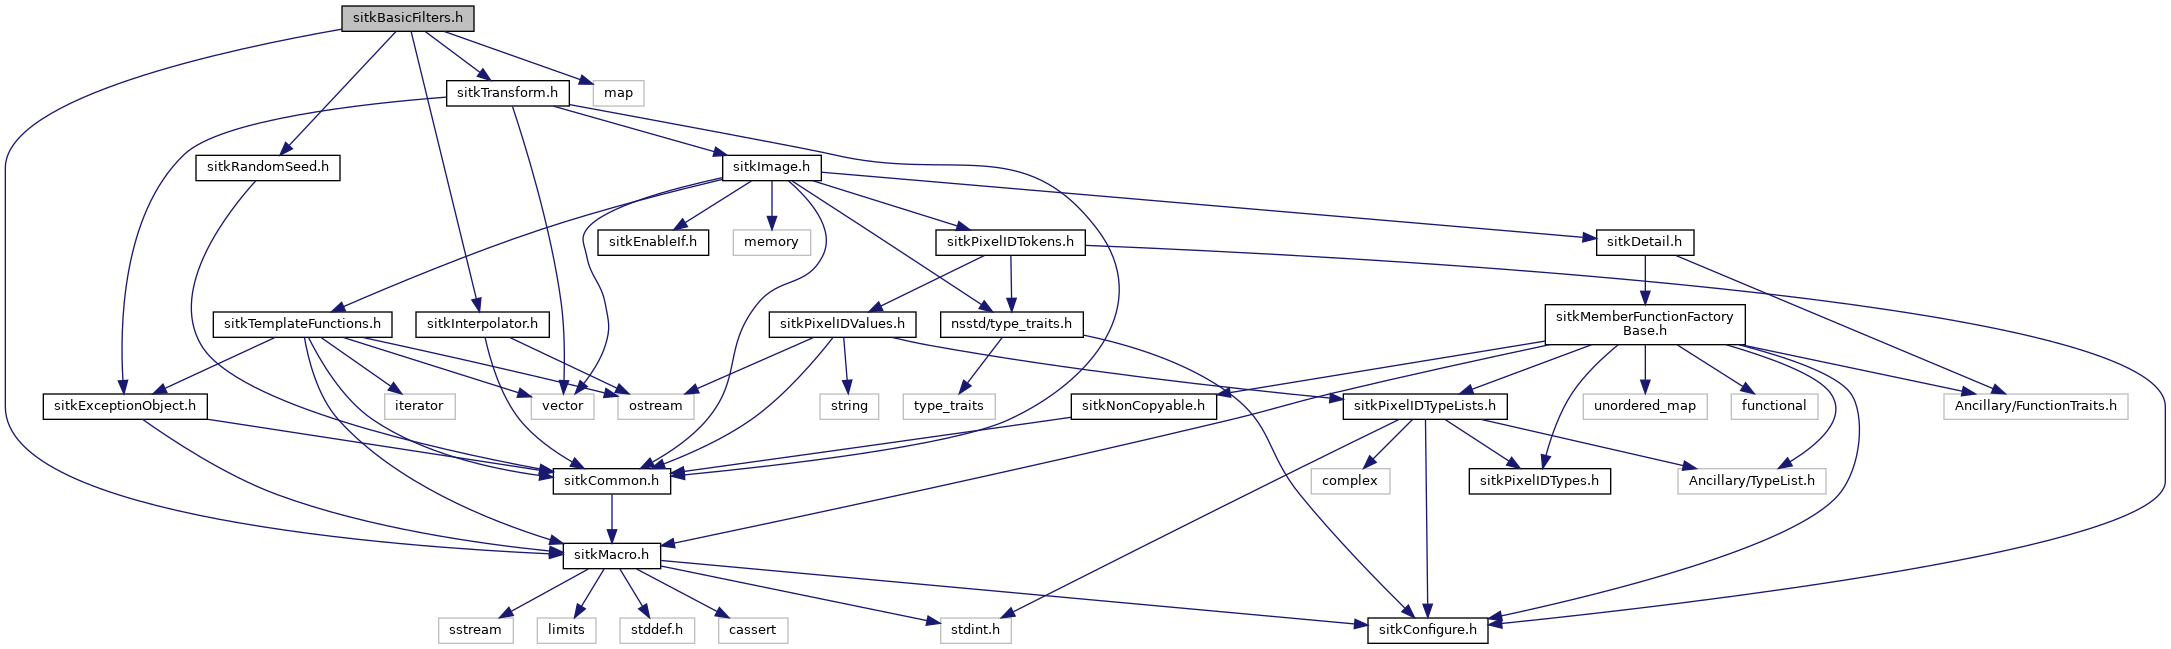 sitkBasicFilters.h
sitkTransform.h
map
sitkRandomSeed.h
sitkImage.h
sitkEnableIf.h
memory
sitkPixelIDTokens.h
sitkDetail.h
sitkTemplateFunctions.h
sitkInterpolator.h
sitkPixelIDValues.h
nsstd/type_traits.h
sitkMemberFunctionFactory
Base.h
sitkExceptionObject.h
iterator
vector
ostream
string
type_traits
sitkNonCopyable.h
sitkPixelIDTypeLists.h
unordered_map
functional
Ancillary/FunctionTraits.h
sitkCommon.h
complex
sitkPixelIDTypes.h
Ancillary/TypeList.h
sitkMacro.h
sstream
limits
stddef.h
cassert
stdint.h
sitkConfigure.h